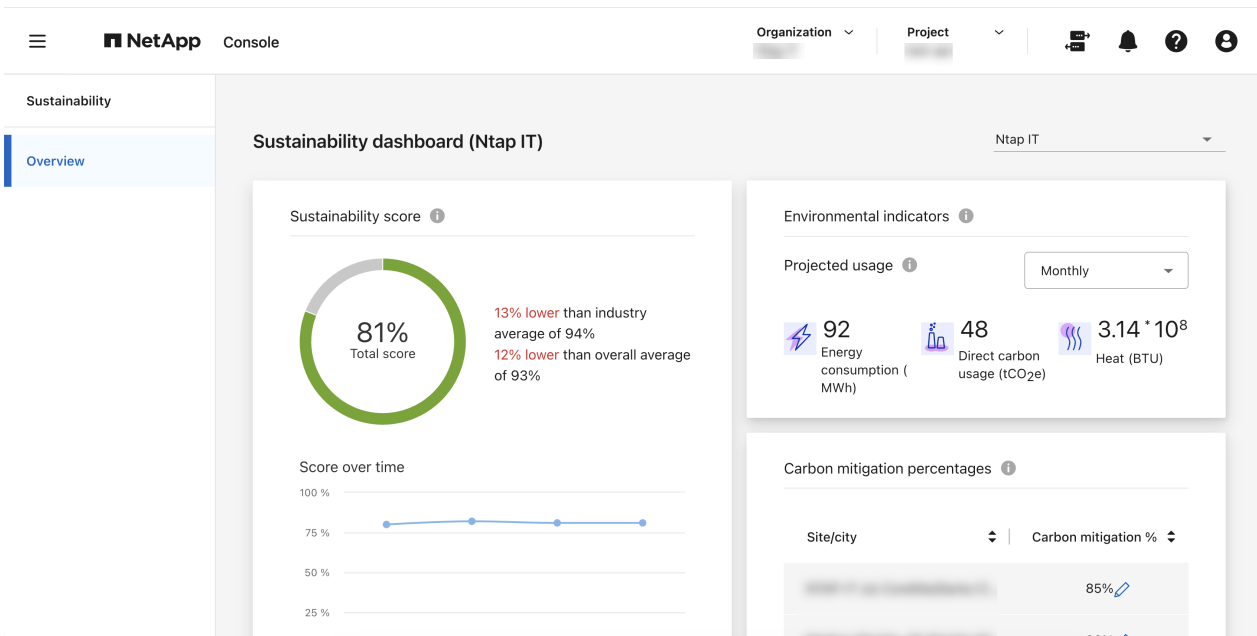 NetApp Console
Organization
Project
Sustainability
Overview
Sustainability dashboard (Ntap IT)
Ntap IT
Sustainability score
81%
Total score
13% lower than industry
average of 94%
12% lower than overall average
of 93%
Score over time
100 %
75 %
50 %
25 %
Environmental indicators
Projected usage
Monthly
92
Energy
consumption (
MWh)
48
Direct carbon
usage (tCO2e)
3.14 * 10⁸
Heat (BTU)
Carbon mitigation percentages
Site/city
Carbon mitigation %
85%